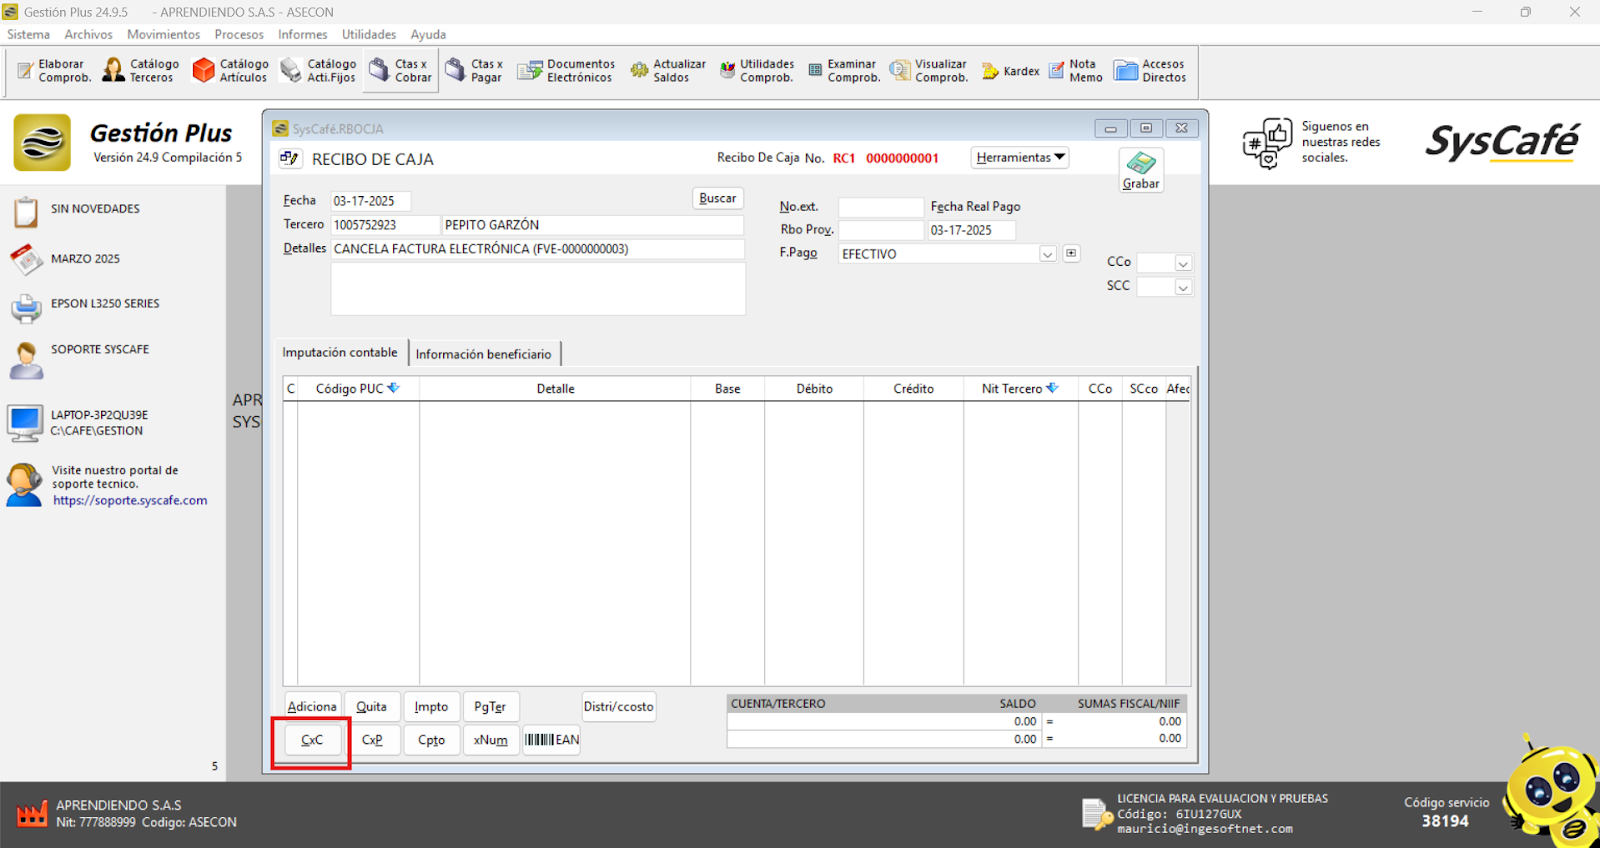 Gestión Plus 24.9.5 - APRENDIENDO S.A.S - ASECON
Sistema Archivos Movimientos Procesos Informes Utilidades Ayuda
Elaborar Comprob.
Catálogo Terceros
Catálogo Artículos
Catálogo Acti.Fijos
Ctas x Cobrar
Ctas x Pagar
Documentos Electrónicos
Actualizar Saldos
Utilidades Comprob.
Examinar Comprob.
Visualizar Comprob.
Kardex
Nota Memo
Accesos Directos
Gestión Plus
Versión 24.9 Compilación 5
Siguenos en
nuestras redes
sociales.
SysCafé
SIN NOVEDADES
MARZO 2025
EPSON L3250 SERIES
SOPORTE SYSCAFE
LAPTOP-3P2QU39E
C:\CAFE\GESTION
Visite nuestro portal de
soporte tecnico.
https://soporte.syscafe.com
5
APR
SYS
SysCafé.RBOCJA
RECIBO DE CAJA
Recibo De Caja No. RC1 0000000001
Herramientas
Grabar
Fecha 03-17-2025
Buscar
Tercero 1005752923 PEPITO GARZÓN
Detalles CANCELA FACTURA ELECTRÓNICA (FVE-0000000003)
No.ext. Fecha Real Pago
Rbo Prov. 03-17-2025
F.Pago EFECTIVO
CCo
SCC
Imputación contable Información beneficiario
C Código PUC Detalle Base Débito Crédito Nit Tercero CCo SCco Afec
Adiciona Quita Impto PgTer Distri/ccosto
CxC CxP Cpto xNum EAN
CUENTA/TERCERO SALDO SUMAS FISCAL/NIIF
0.00 = 0.00
0.00 = 0.00
APRENDIENDO S.A.S
Nit: 777888999 Codigo: ASECON
LICENCIA PARA EVALUACION Y PRUEBAS
Código: 6IU127GUX
mauricio@ingesoftnet.com
Código servicio
38194